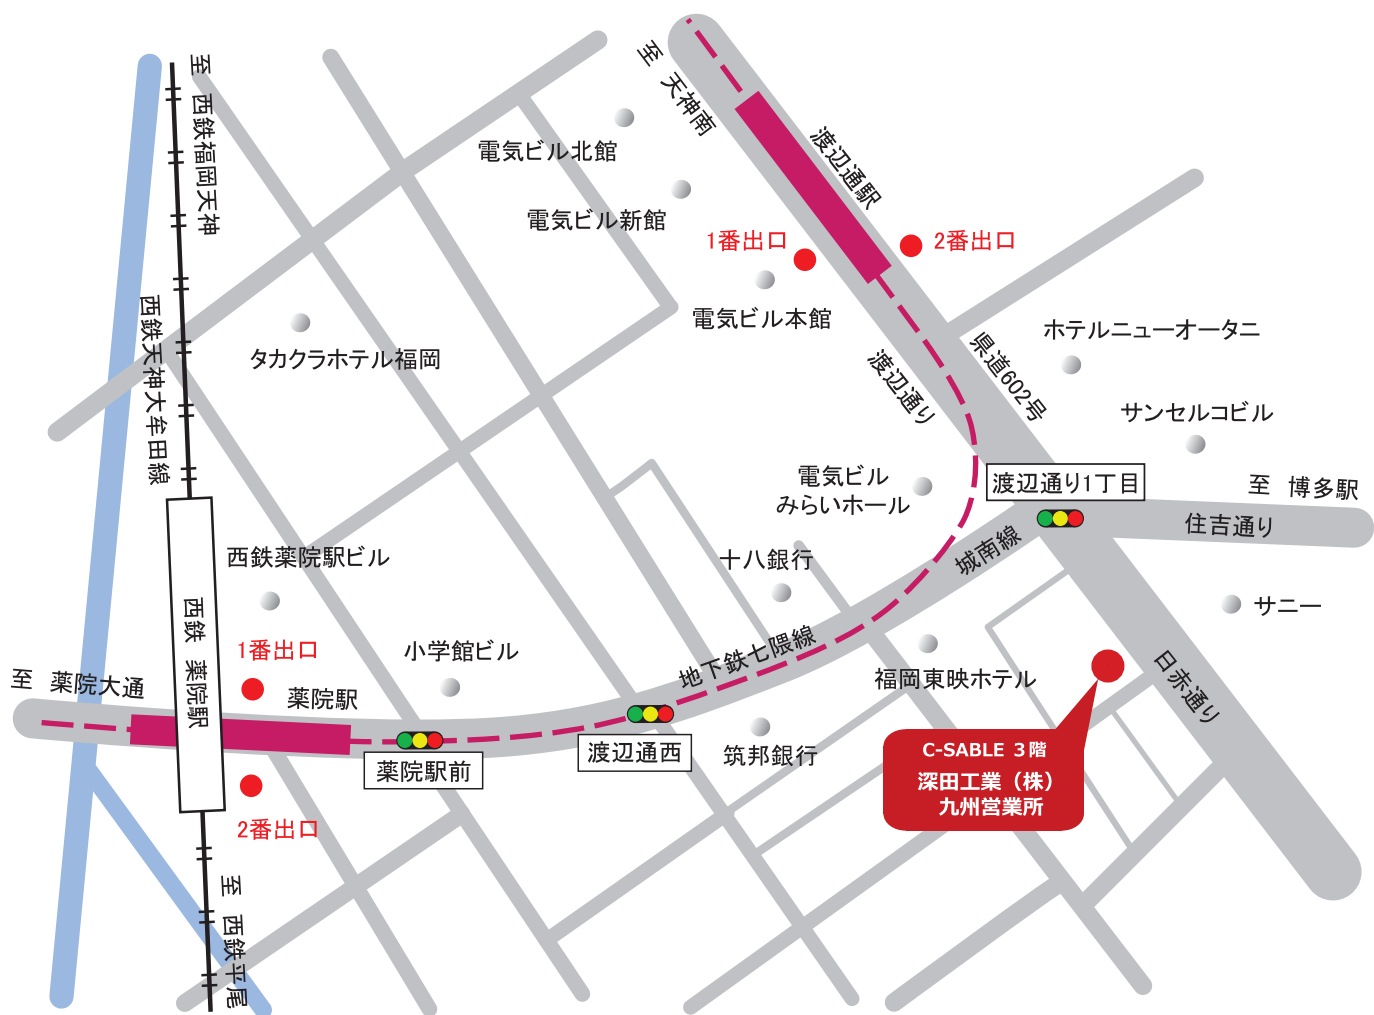 至 天神南
至 西鉄福岡天神
電気ビル北館
渡辺通駅
電気ビル新館
1番出口
2番出口
電気ビル本館
西鉄天神大牟田線
タカクラホテル福岡
渡辺通り
県道602号
ホテルニューオータニ
サンセルコビル
電気ビル
みらいホール
渡辺通り1丁目
至 博多駅
住吉通り
城南線
西鉄薬院駅ビル
十八銀行
サニー
西鉄 薬院駅
1番出口
小学館ビル
地下鉄七隈線
福岡東映ホテル
日赤通り
至 薬院大通
薬院駅
薬院駅前
渡辺通西
筑邦銀行
C-SABLE 3階
深田工業（株）
九州営業所
2番出口
至 西鉄平尾